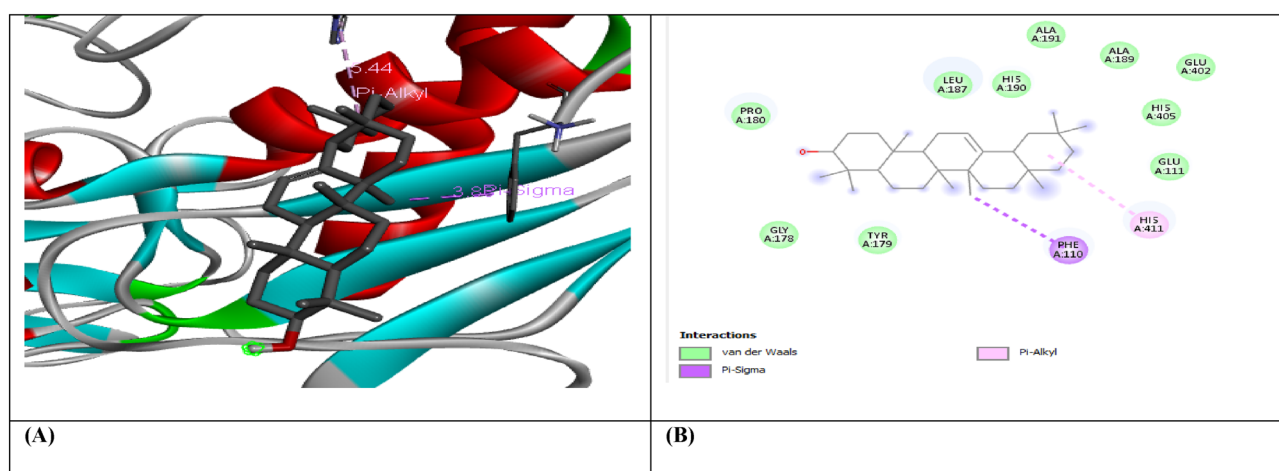 5.44
Pi-Alkyl
Pi-Sigma
ALA
A:191
ALA
A:189
GLU
A:402
LEU
A:187
HIS
A:190
PRO
A:180
HIS
A:405
GLU
A:111
O
HIS
A:411
GLY
A:178
TYR
A:179
PHE
A:110
Interactions
van der Waals
Pi-Sigma
Pi-Alkyl
(A)
(B)